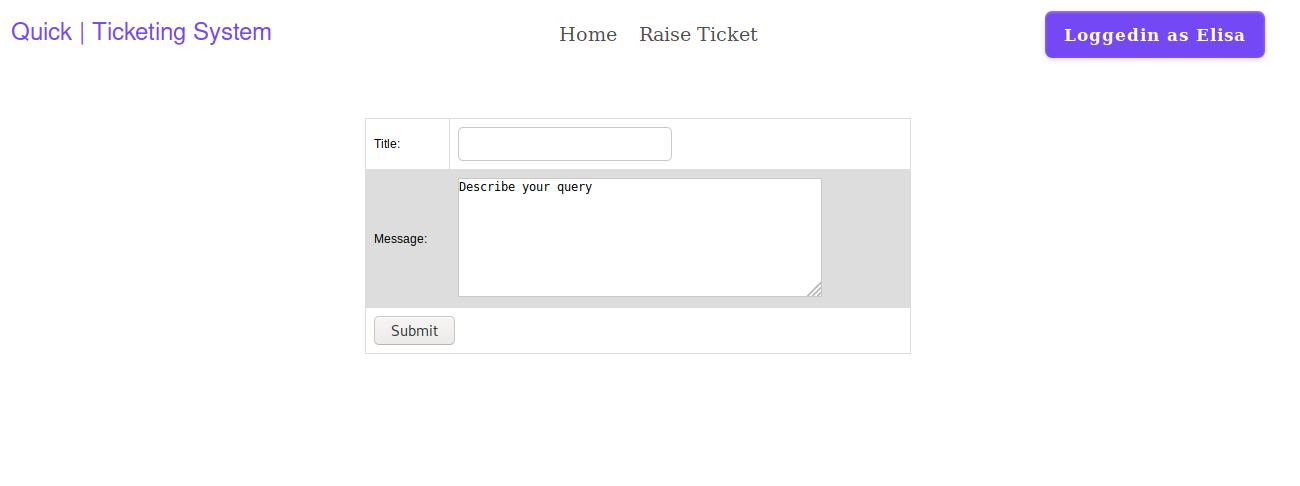 Quick | Ticketing System
Home Raise Ticket
Loggedin as Elisa
Title:
Message:
Describe your query
Submit